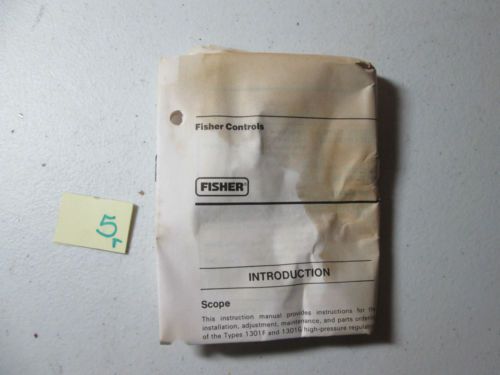 Fisher Controls
FISHER®
INTRODUCTION
Scope
This instruction manual provides instructions for the
installation, adjustment, maintenance, and parts ordering
of the Types 1301F and 1301G high-pressure regulator
5